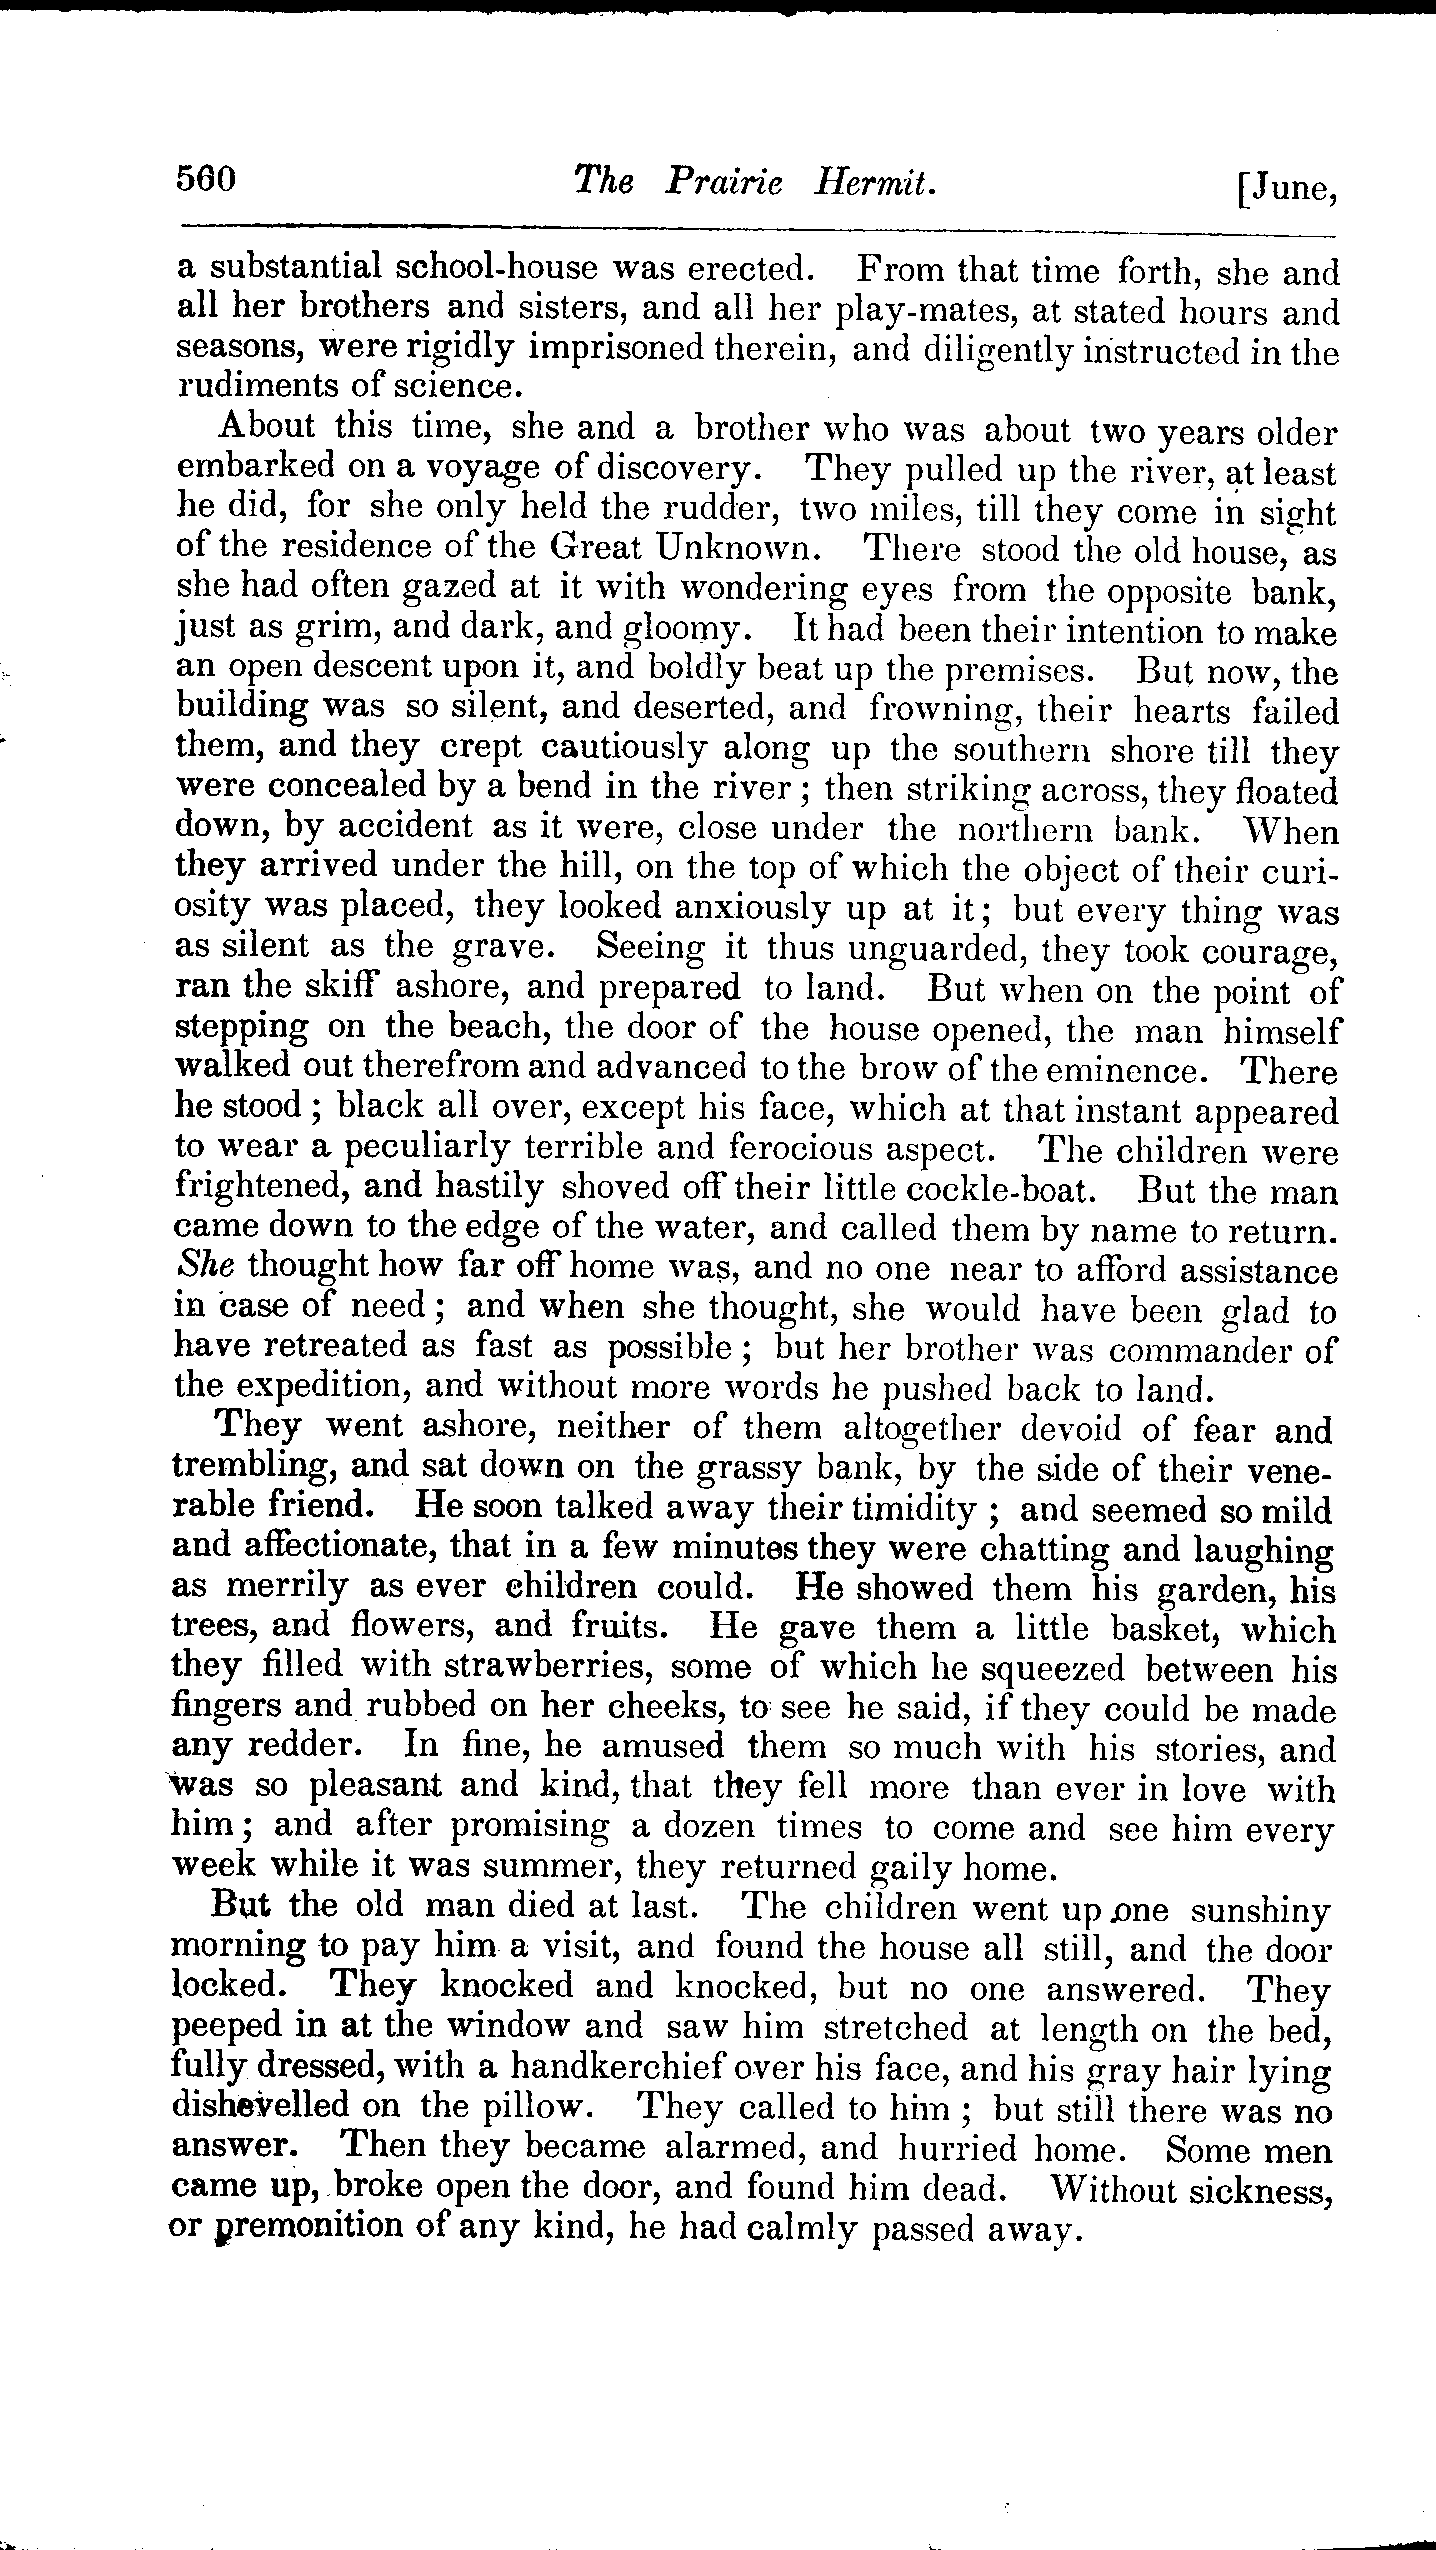 560 The Prairie Hermit. [June,
a substantial school-house was erected. From that time forth, she and
all her brothers and sisters, and all her play-mates, at stated hours and
seasons, were rigidly imprisoned therein, and diligently instructed in the
rudiments of science.
About this time, she and a brother who was about two years older
embarked on a voyage of discovery. They pulled up the river, at least
he did, for she only held the rudder, two miles, till they come in sight
of the residence of the Great Unknown. There stood the old house, as
she had often gazed at it with wondering eyes from the opposite bank,
just as grim, and dark, and gloomy. It had been their intention to make
an open descent upon it, and boldly beat up the premises. But now, the
building was so silent, and deserted, and frowning, their hearts failed
them, and they crept cautiously along up the southern shore till they
were concealed by a bend in the river; then striking across, they floated
down, by accident as it were, close under the northern bank. When
they arrived under the hill, on the top of which the object of their curi-
osity was placed, they looked anxiously up at it; but every thing was
as silent as the grave. Seeing it thus unguarded, they took courage,
ran the skiff ashore, and prepared to land. But when on the point of
stepping on the beach, the door of the house opened, the man himself
walked out therefrom and advanced to the brow of the eminence. There
he stood; black all over, except his face, which at that instant appeared
to wear a peculiarly terrible and ferocious aspect. The children were
frightened, and hastily shoved off their little cockle-boat. But the man
came down to the edge of the water, and called them by name to return.
She thought how far off home was, and no one near to afford assistance
in case of need; and when she thought, she would have been glad to
have retreated as fast as possible; but her brother was commander of
the expedition, and without more words he pushed back to land.
They went ashore, neither of them altogether devoid of fear and
trembling, and sat down on the grassy bank, by the side of their vene-
rable friend. He soon talked away their timidity; and seemed so mild
and affectionate, that in a few minutes they were chatting and laughing
as merrily as ever children could. He showed them his garden, his
trees, and flowers, and fruits. He gave them a little basket, which
they filled with strawberries, some of which he squeezed between his
fingers and rubbed on her cheeks, to see he said, if they could be made
any redder. In fine, he amused them so much with his stories, and
was so pleasant and kind, that they fell more than ever in love with
him; and after promising a dozen times to come and see him every
week while it was summer, they returned gaily home.
But the old man died at last. The children went up one sunshiny
morning to pay him a visit, and found the house all still, and the door
locked. They knocked and knocked, but no one answered. They
peeped in at the window and saw him stretched at length on the bed,
fully dressed, with a handkerchief over his face, and his gray hair lying
dishevelled on the pillow. They called to him; but still there was no
answer. Then they became alarmed, and hurried home. Some men
came up, broke open the door, and found him dead. Without sickness,
or premonition of any kind, he had calmly passed away.